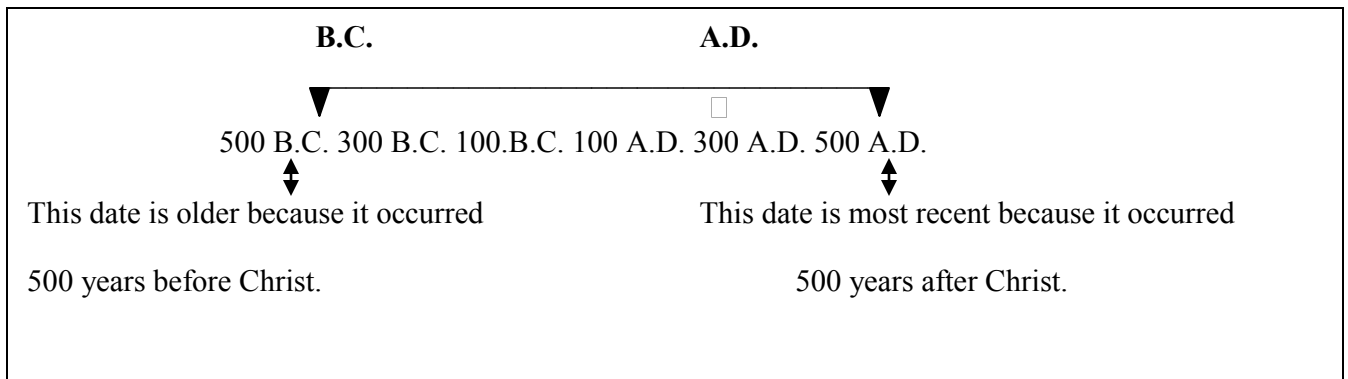 B.C. A.D.
500 B.C. 300 B.C. 100.B.C. 100 A.D. 300 A.D. 500 A.D.
This date is older because it occurred This date is most recent because it occurred
500 years before Christ. 500 years after Christ.